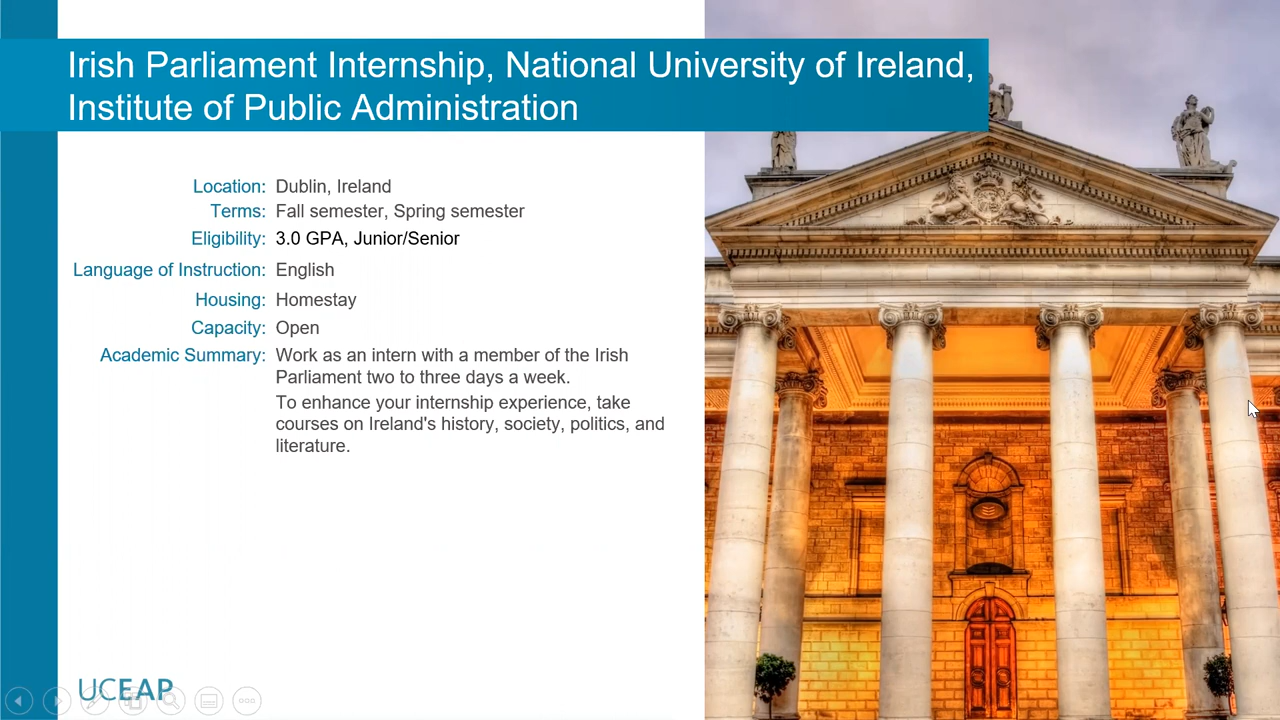 Irish Parliament Internship, National University of Ireland,
Institute of Public Administration
Location: Dublin, Ireland
Terms: Fall semester, Spring semester
Eligibility: 3.0 GPA, Junior/Senior
Language of Instruction: English
Housing: Homestay
Capacity: Open
Academic Summary: Work as an intern with a member of the Irish
Parliament two to three days a week.
To enhance your internship experience, take
courses on Ireland's history, society, politics, and
literature.
UCEAP